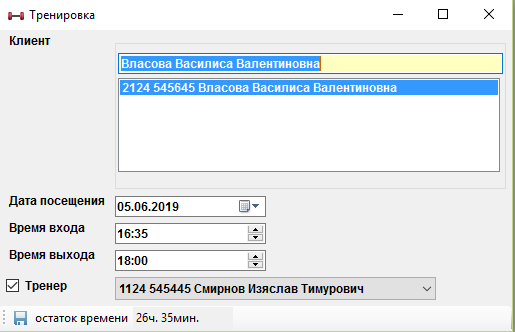 Тренировка
Клиент
Власова Василиса Валентиновна
2124 545645 Власова Василиса Валентиновна
Дата посещения 05.06.2019
Время входа 16:35
Время выхода 18:00
Тренер 1124 545445 Смирнов Изяслав Тимурович
остаток времени 26ч. 35мин.